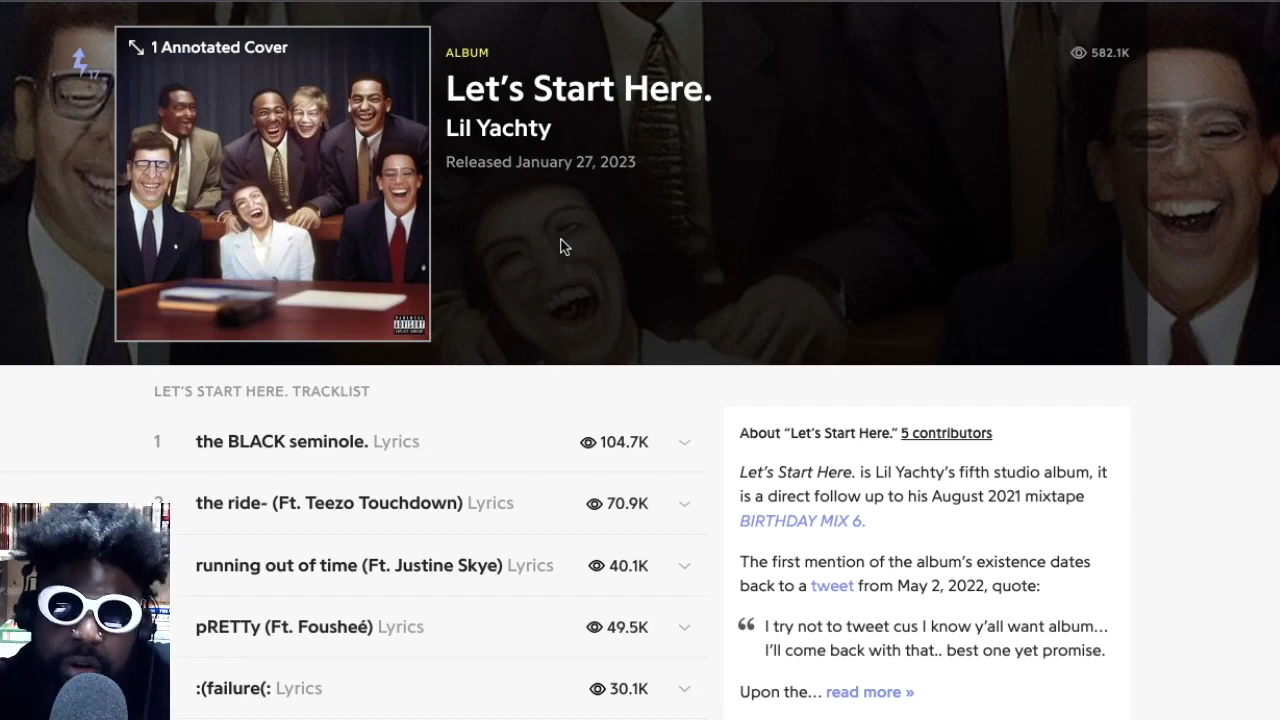 1 Annotated Cover
17
PARENTAL
ADVISORY
EXPLICIT CONTENT
ALBUM
582.1K
Let's Start Here.
Lil Yachty
Released January 27, 2023
LET'S START HERE. TRACKLIST
1 the BLACK seminole. Lyrics 104.7K
the ride- (Ft. Teezo Touchdown) Lyrics 70.9K
running out of time (Ft. Justine Skye) Lyrics 40.1K
pRETTy (Ft. Fousheé) Lyrics 49.5K
:(failure(: Lyrics 30.1K
About “Let's Start Here.” 5 contributors
Let's Start Here. is Lil Yachty's fifth studio album, it
is a direct follow up to his August 2021 mixtape
BIRTHDAY MIX 6.
The first mention of the album's existence dates
back to a tweet from May 2, 2022, quote:
“ I try not to tweet cus I know y'all want album…
I'll come back with that.. best one yet promise.
Upon the… read more »